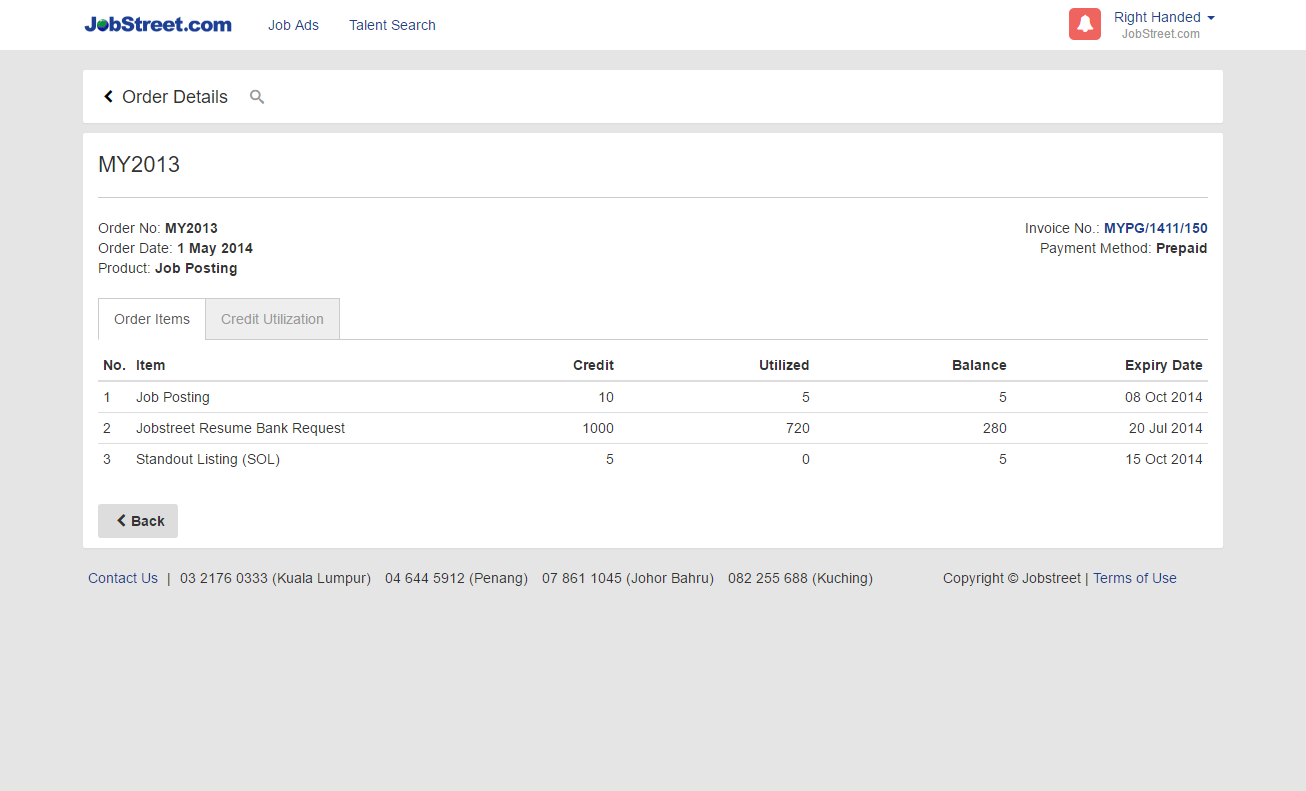 JobStreet.com Job Ads Talent Search Right Handed
JobStreet.com
Order Details
MY2013
Order No: MY2013 Invoice No.: MYPG/1411/150
Order Date: 1 May 2014 Payment Method: Prepaid
Product: Job Posting
Order Items Credit Utilization
No. Item Credit Utilized Balance Expiry Date
1 Job Posting 10 5 5 08 Oct 2014
2 Jobstreet Resume Bank Request 1000 720 280 20 Jul 2014
3 Standout Listing (SOL) 5 0 5 15 Oct 2014
Back
Contact Us | 03 2176 0333 (Kuala Lumpur) 04 644 5912 (Penang) 07 861 1045 (Johor Bahru) 082 255 688 (Kuching) Copyright © Jobstreet | Terms of Use